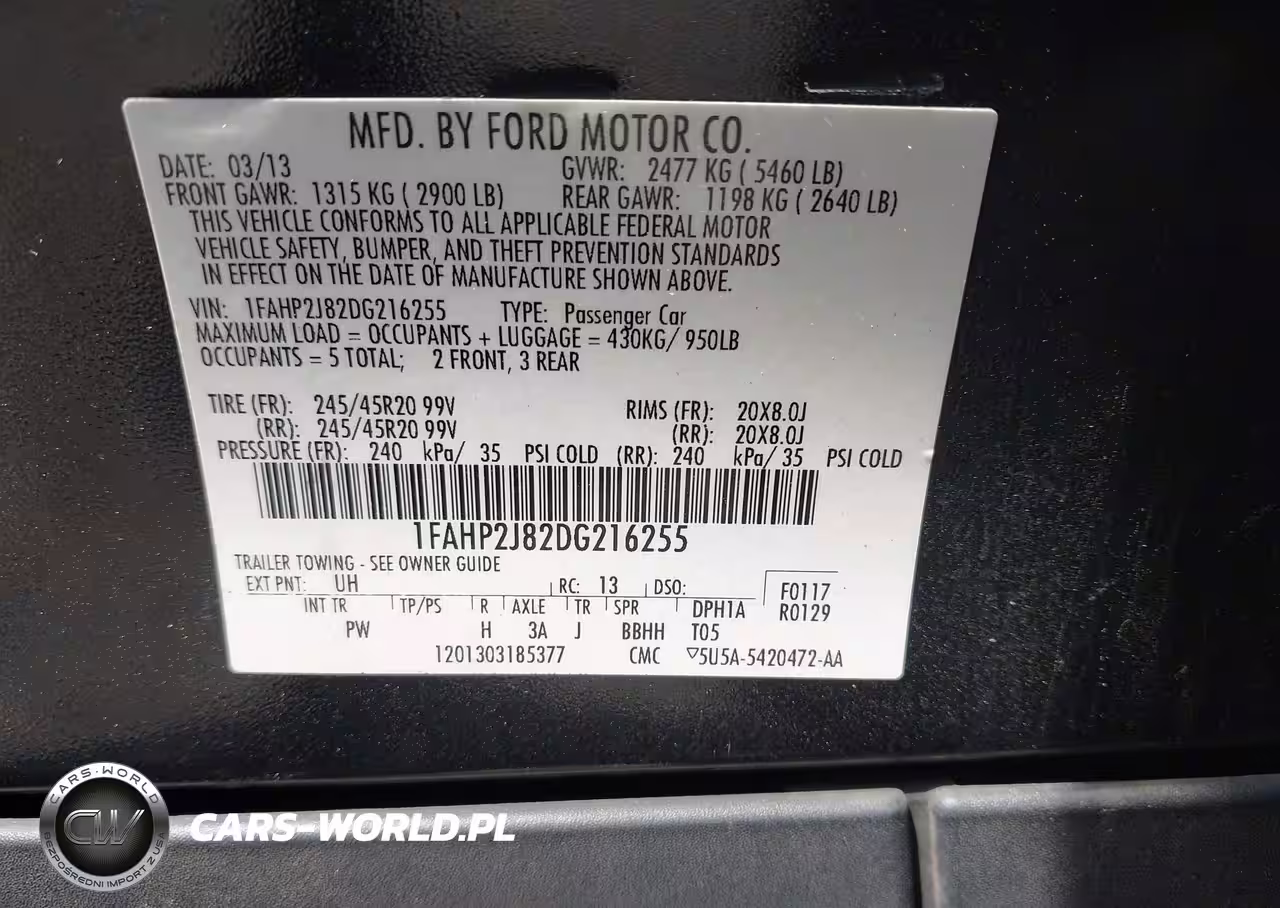 MFD. BY FORD MOTOR CO.
DATE: 03/13 GVWR: 2477 KG ( 5460 LB)
FRONT GAWR: 1315 KG ( 2900 LB) REAR GAWR: 1198 KG ( 2640 LB)
THIS VEHICLE CONFORMS TO ALL APPLICABLE FEDERAL MOTOR
VEHICLE SAFETY, BUMPER, AND THEFT PREVENTION STANDARDS
IN EFFECT ON THE DATE OF MANUFACTURE SHOWN ABOVE.
VIN: 1FAHP2J82DG216255 TYPE: Passenger Car
MAXIMUM LOAD = OCCUPANTS + LUGGAGE = 430KG/ 950LB
OCCUPANTS = 5 TOTAL; 2 FRONT, 3 REAR
TIRE (FR): 245/45R20 99V RIMS (FR): 20X8.0J
(RR): 245/45R20 99V (RR): 20X8.0J
PRESSURE (FR): 240 kPa/ 35 PSI COLD (RR): 240 kPa/ 35 PSI COLD
1FAHP2J82DG216255
TRAILER TOWING - SEE OWNER GUIDE
EXT PNT: UH RC: 13 DSO: F0117
INT TR TP/PS R AXLE TR SPR DPH1A R0129
PW H 3A J BBHH T05
1201303185377 CMC ▽5U5A-5420472-AA
CARS-WORLD
CW
BEZPOŚREDNI IMPORT Z USA
CARS-WORLD.PL